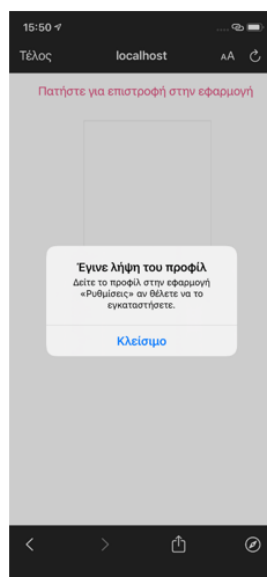 15:50
Τέλος localhost AA
Πατήστε για επιστροφή στην εφαρμογή
Έγινε λήψη του προφίλ
Δείτε το προφίλ στην εφαρμογή
«Ρυθμίσεις» αν θέλετε να το
εγκαταστήσετε.
Κλείσιμο